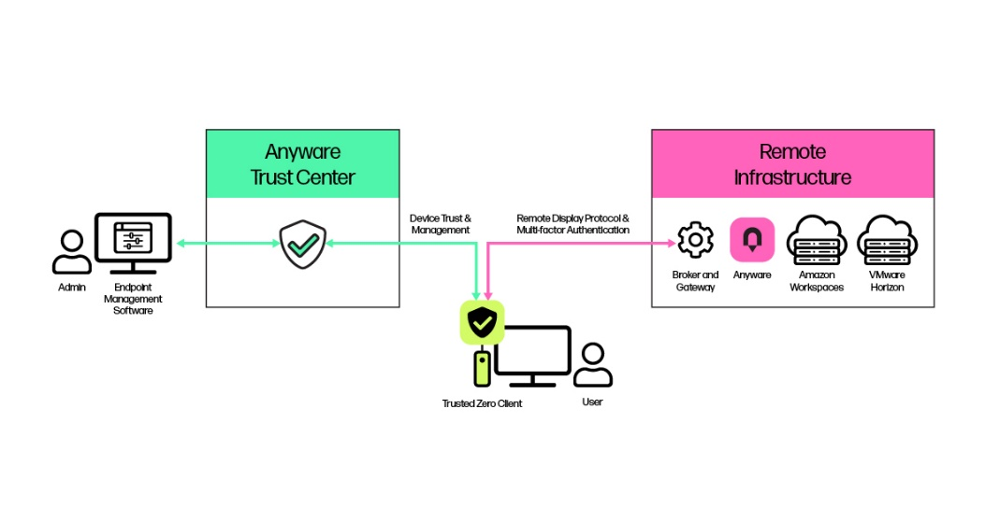 Anyware
Trust Center
Remote
Infrastructure
Device Trust &
Management
Remote Display Protocol &
Multi-factor Authentication
Admin
Endpoint
Management
Software
Broker and
Gateway
Anyware
Amazon
Workspaces
VMware
Horizon
Trusted Zero Client
User